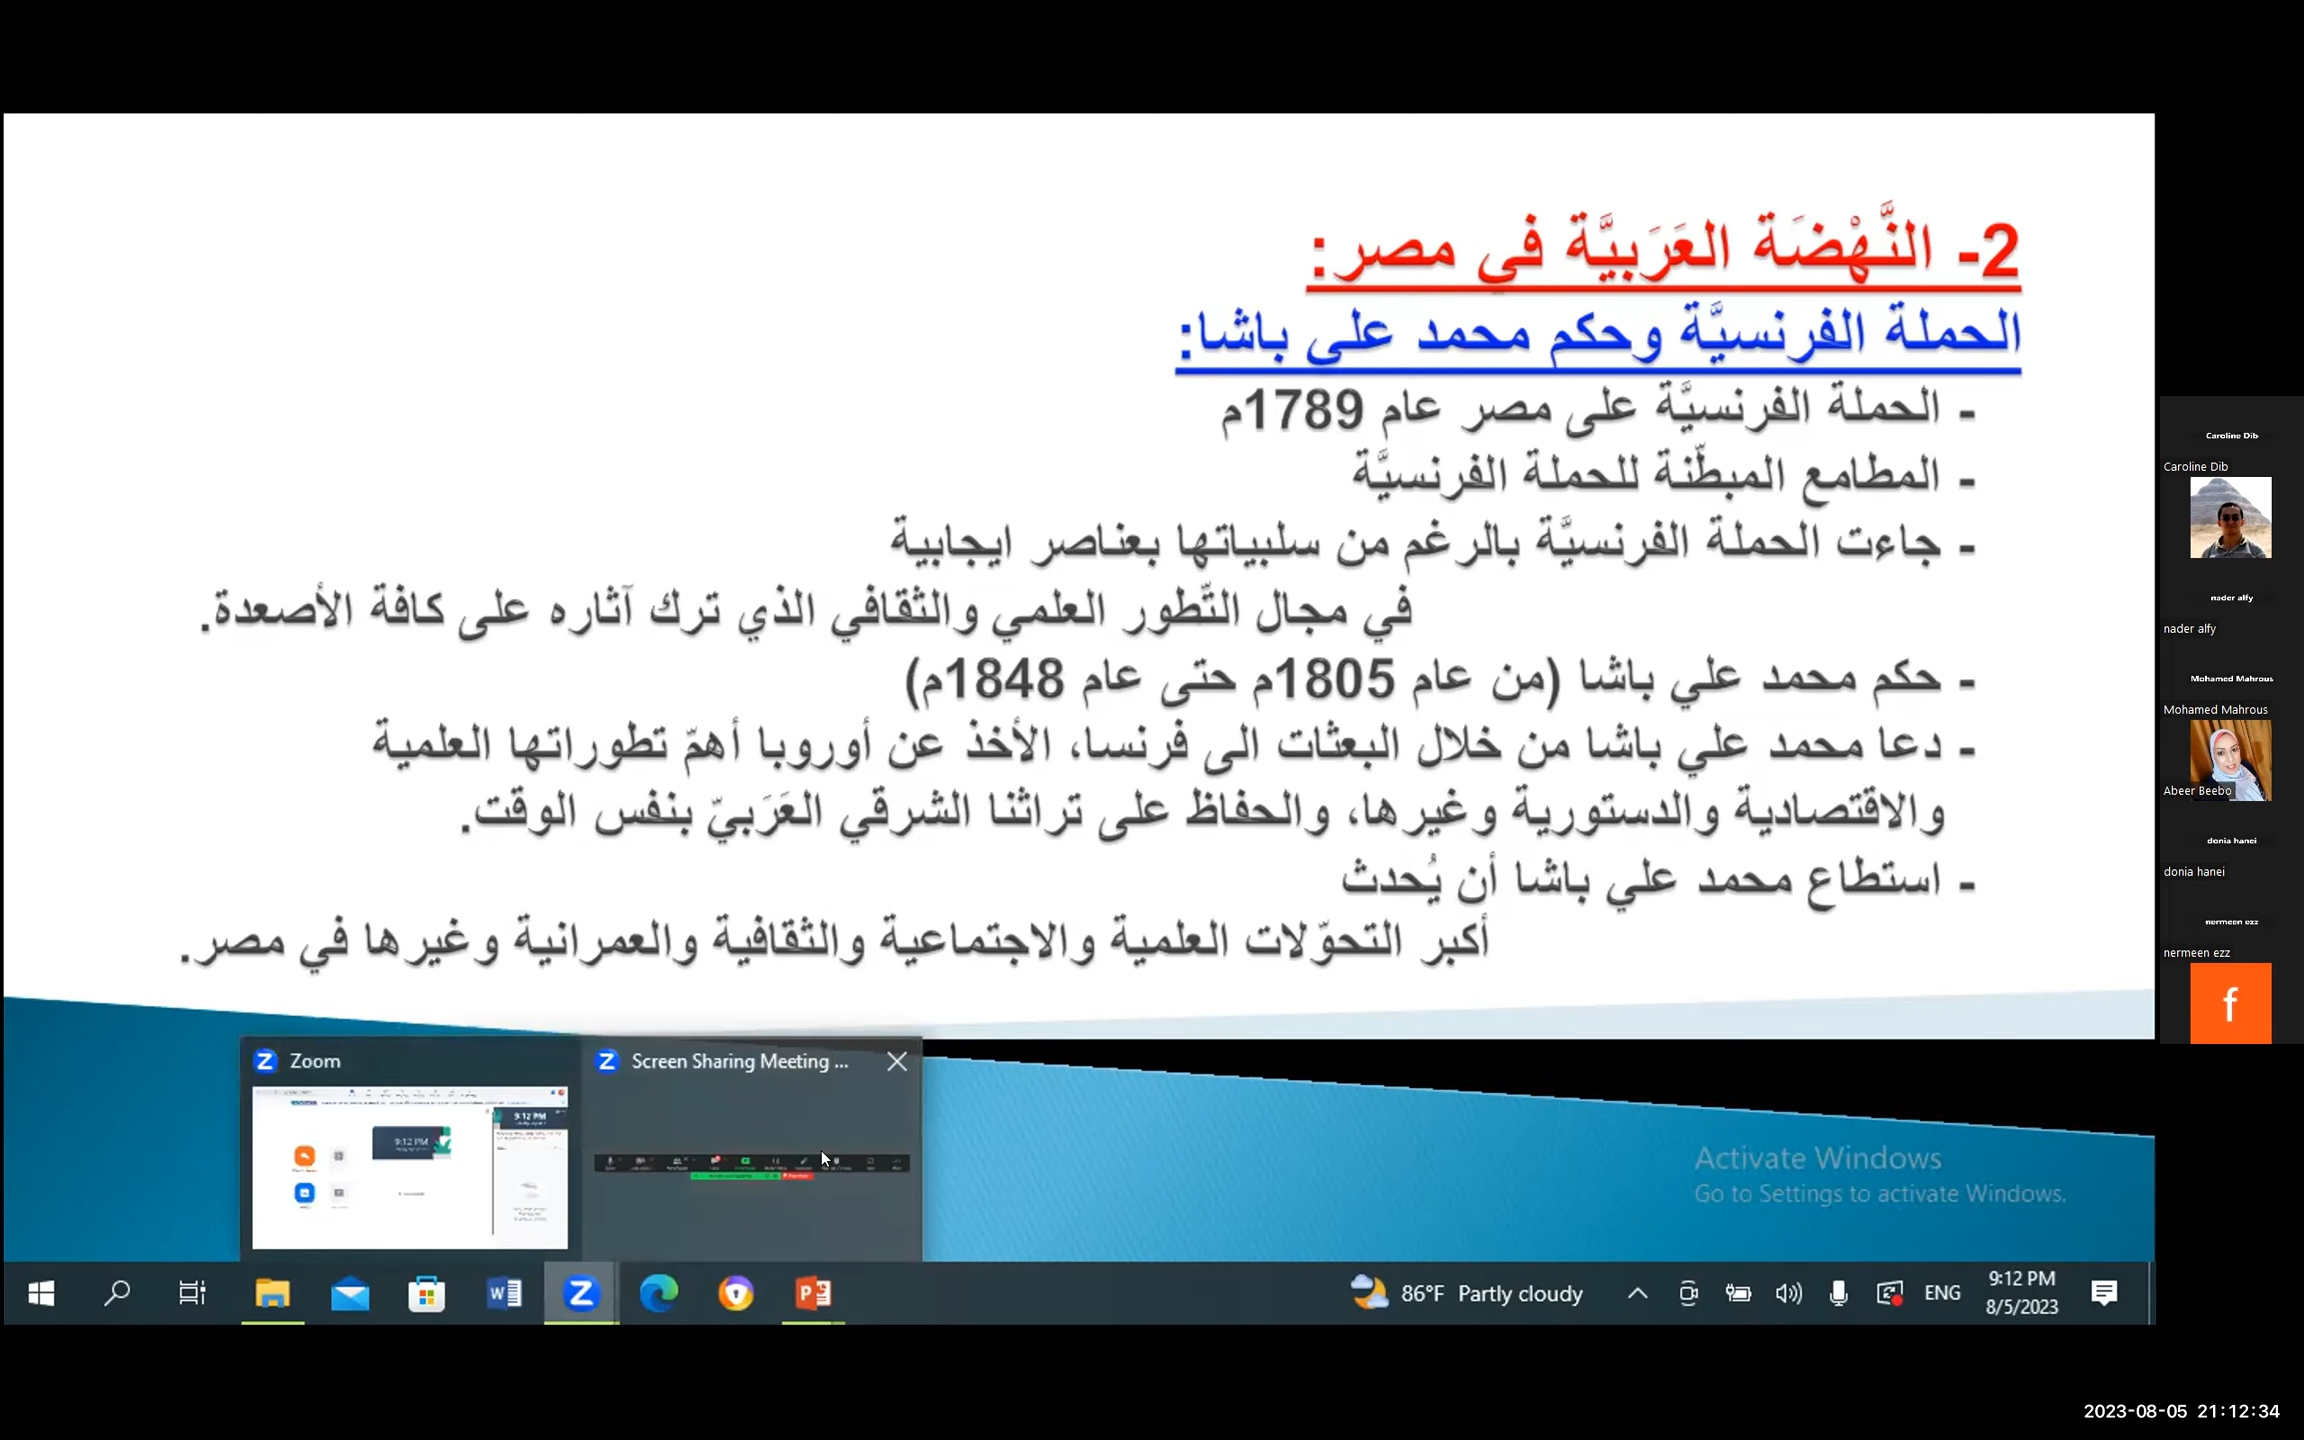 2- النَّهْضَة العَرَبيَّة في مصر:
الحملة الفرنسيَّة وحكم محمد علي باشا:
- الحملة الفرنسيَّة على مصر عام 1789م
- المطامع المبطّنة للحملة الفرنسيَّة
- جاءت الحملة الفرنسيَّة بالرغم من سلبياتها بعناصر ايجابية
في مجال التّطور العلمي والثقافي الذي ترك آثاره على كافة الأصعدة.
- حكم محمد علي باشا (من عام 1805م حتى عام 1848م)
- دعا محمد علي باشا من خلال البعثات الى فرنسا، الأخذ عن أوروبا أهمّ تطوراتها العلمية
والاقتصادية والدستورية وغيرها، والحفاظ على تراثنا الشرقي العَرَبيّ بنفس الوقت.
- استطاع محمد علي باشا أن يُحدث
أكبر التحوّلات العلمية والاجتماعية والثقافية والعمرانية وغيرها في مصر.
Caroline Dib
Caroline Dib
nader alfy
nader alfy
Mohamed Mahrous
Mohamed Mahrous
Abeer Beebo
donia hanei
donia hanei
nermeen ezz
nermeen ezz
f
Zoom
Screen Sharing Meeting ...
9:12 PM
9:12 PM
Activate Windows
Go to Settings to activate Windows.
86°F Partly cloudy
ENG
9:12 PM
8/5/2023
2023-08-05 21:12:34